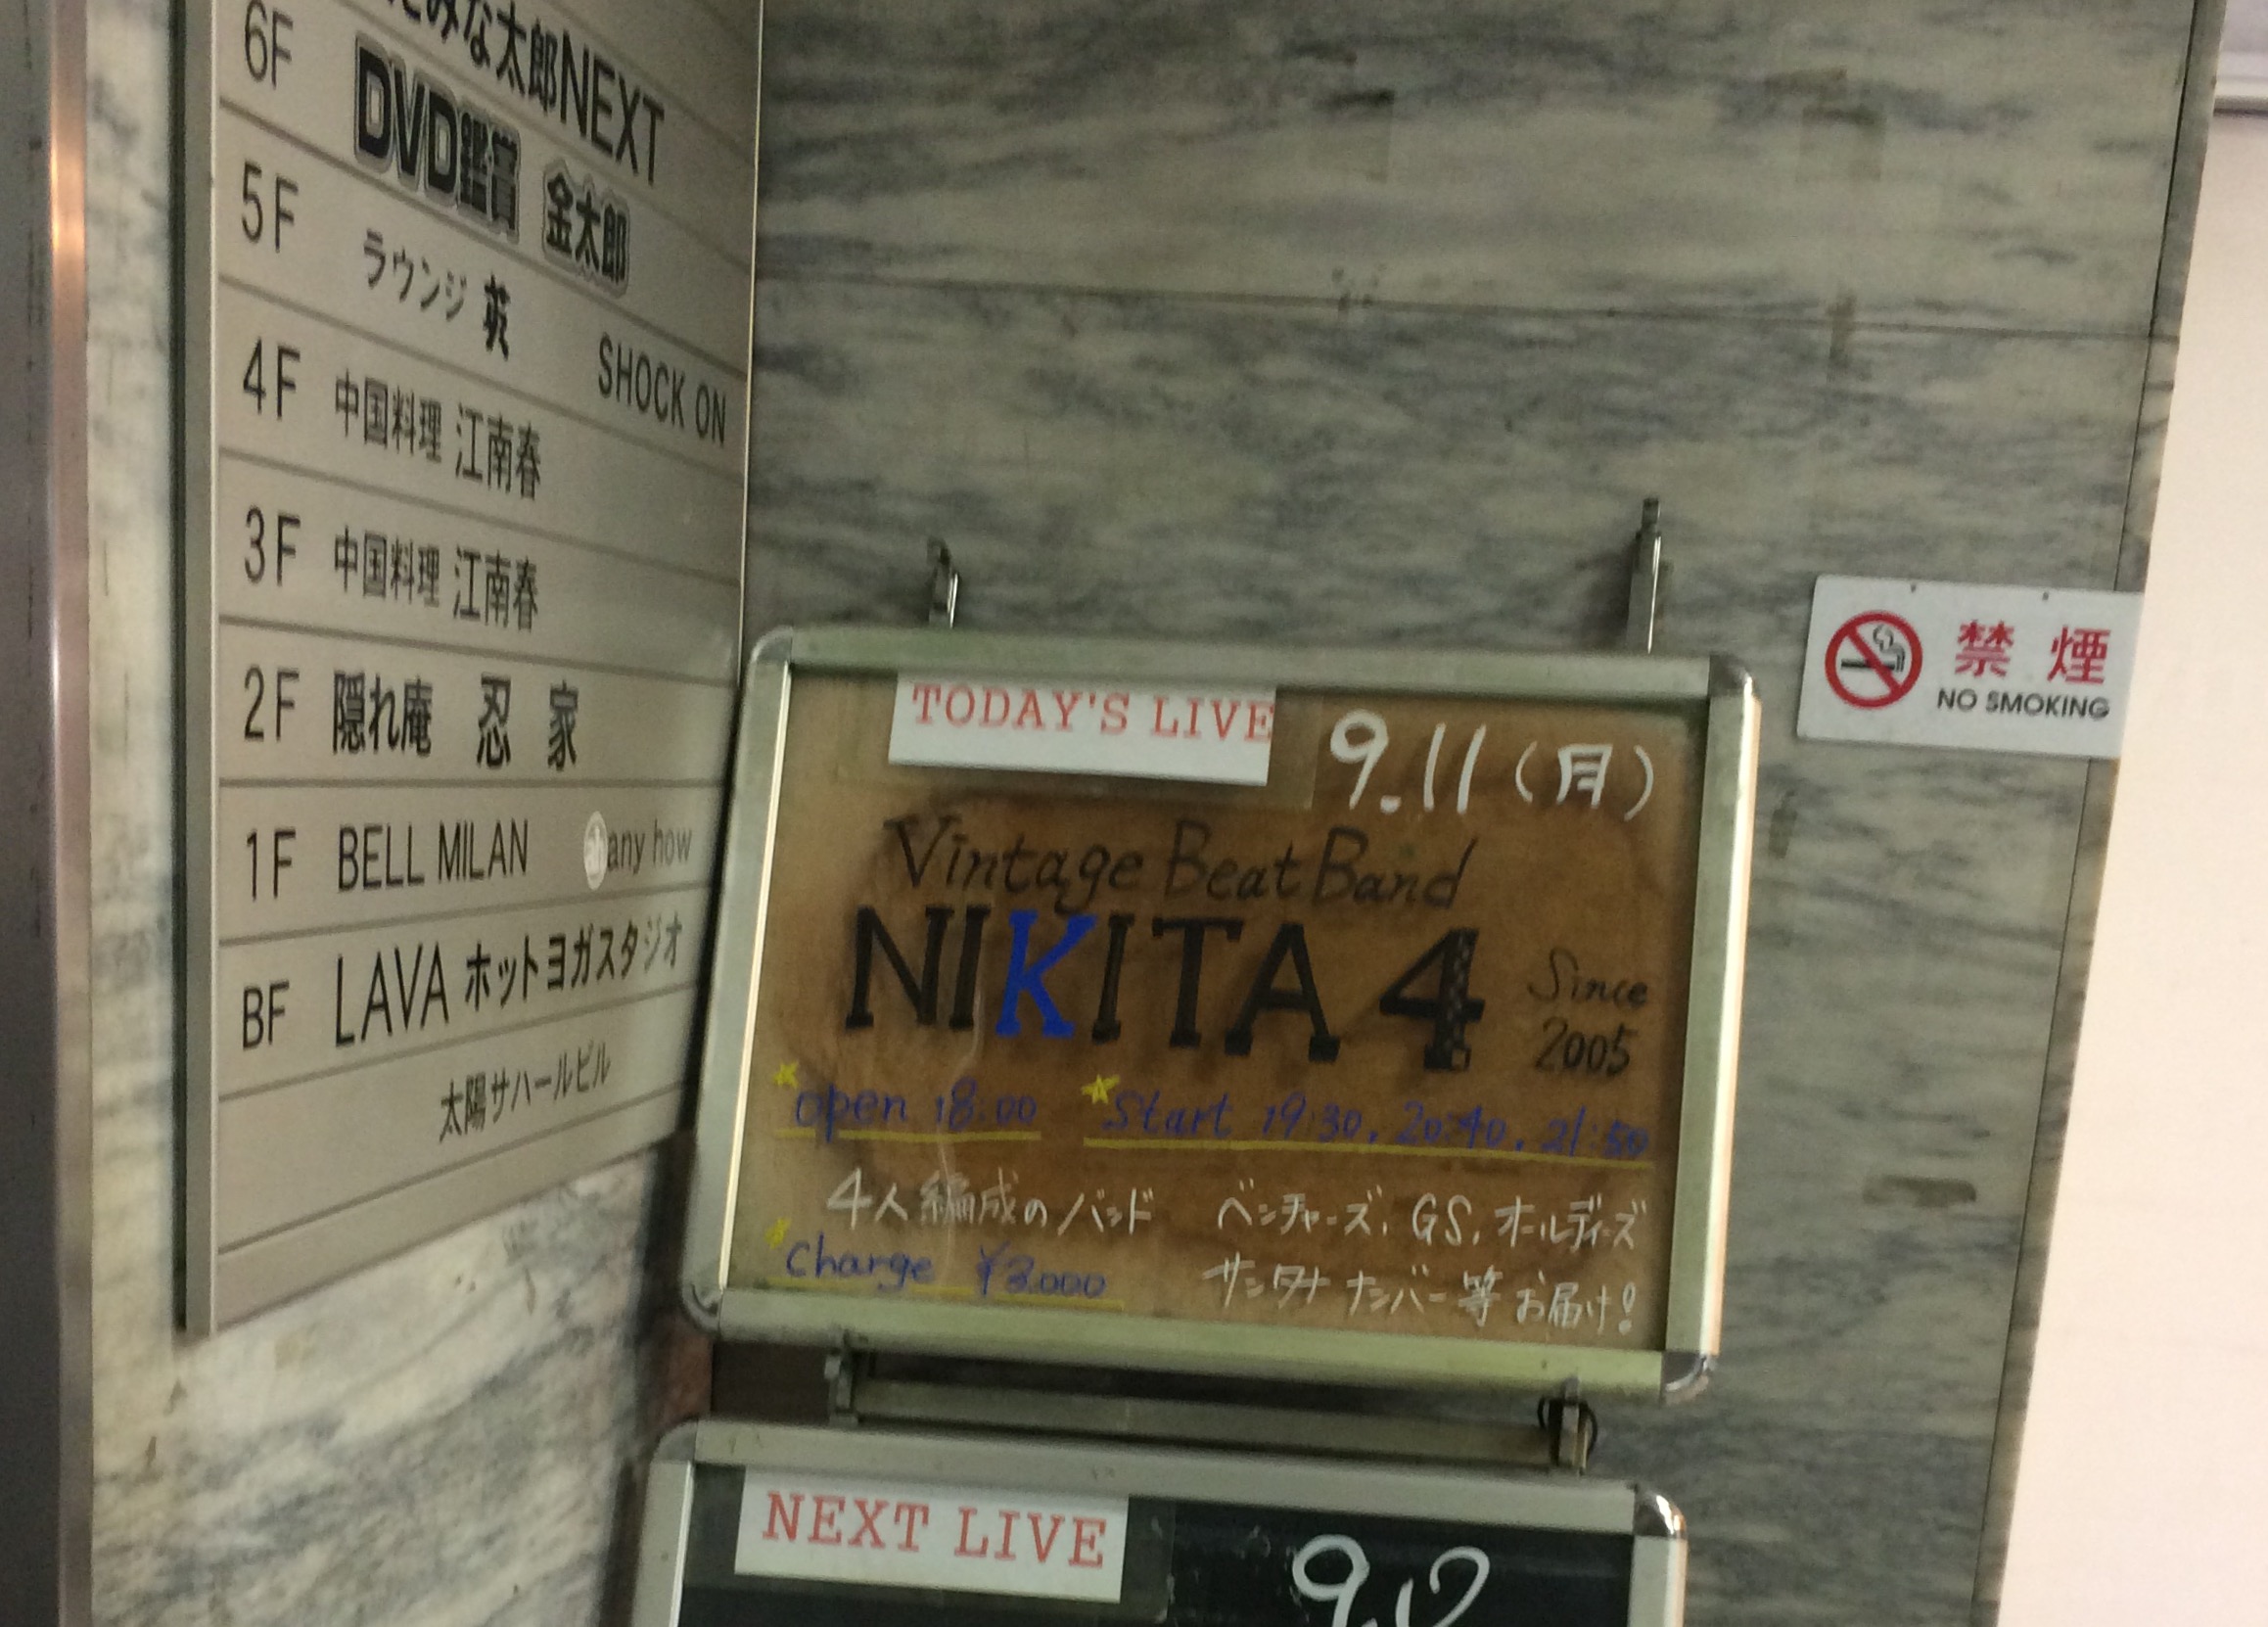 みな太郎NEXT
6F DVD鑑賞 金太郎
5F ラウンジ 英 SHOCK ON
4F 中国料理 江南春
3F 中国料理 江南春
2F 隠れ庵 忍家
1F BELL MILAN any how
BF LAVA ホットヨガスタジオ
太陽サハールビル
禁煙
NO SMOKING
TODAY'S LIVE 9.11(月)
Vintage Beat Band
NIKITA 4 Since 2005
open 18:00 Start 19:30, 20:40, 21:50
4人編成のバンド ベンチャーズ, GS, オールディーズ
Charge ¥3.000 サンタナ ナンバー等お届け!
NEXT LIVE